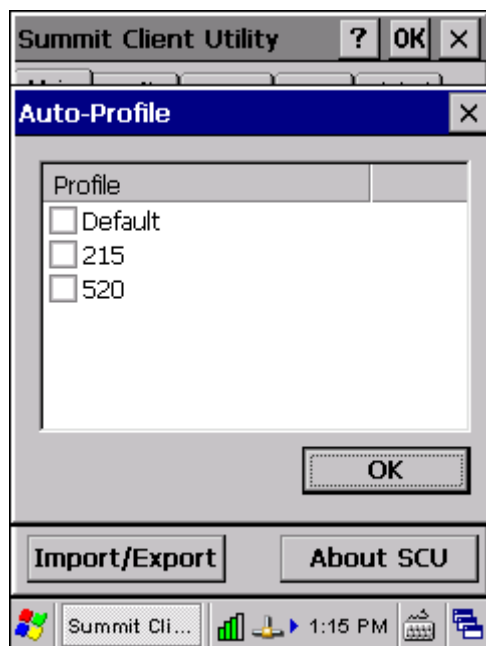 Summit Client Utility ? OK ×
Auto-Profile ×
Profile
Default
215
520
OK
Import/Export About SCU
Summit Cli... 1:15 PM